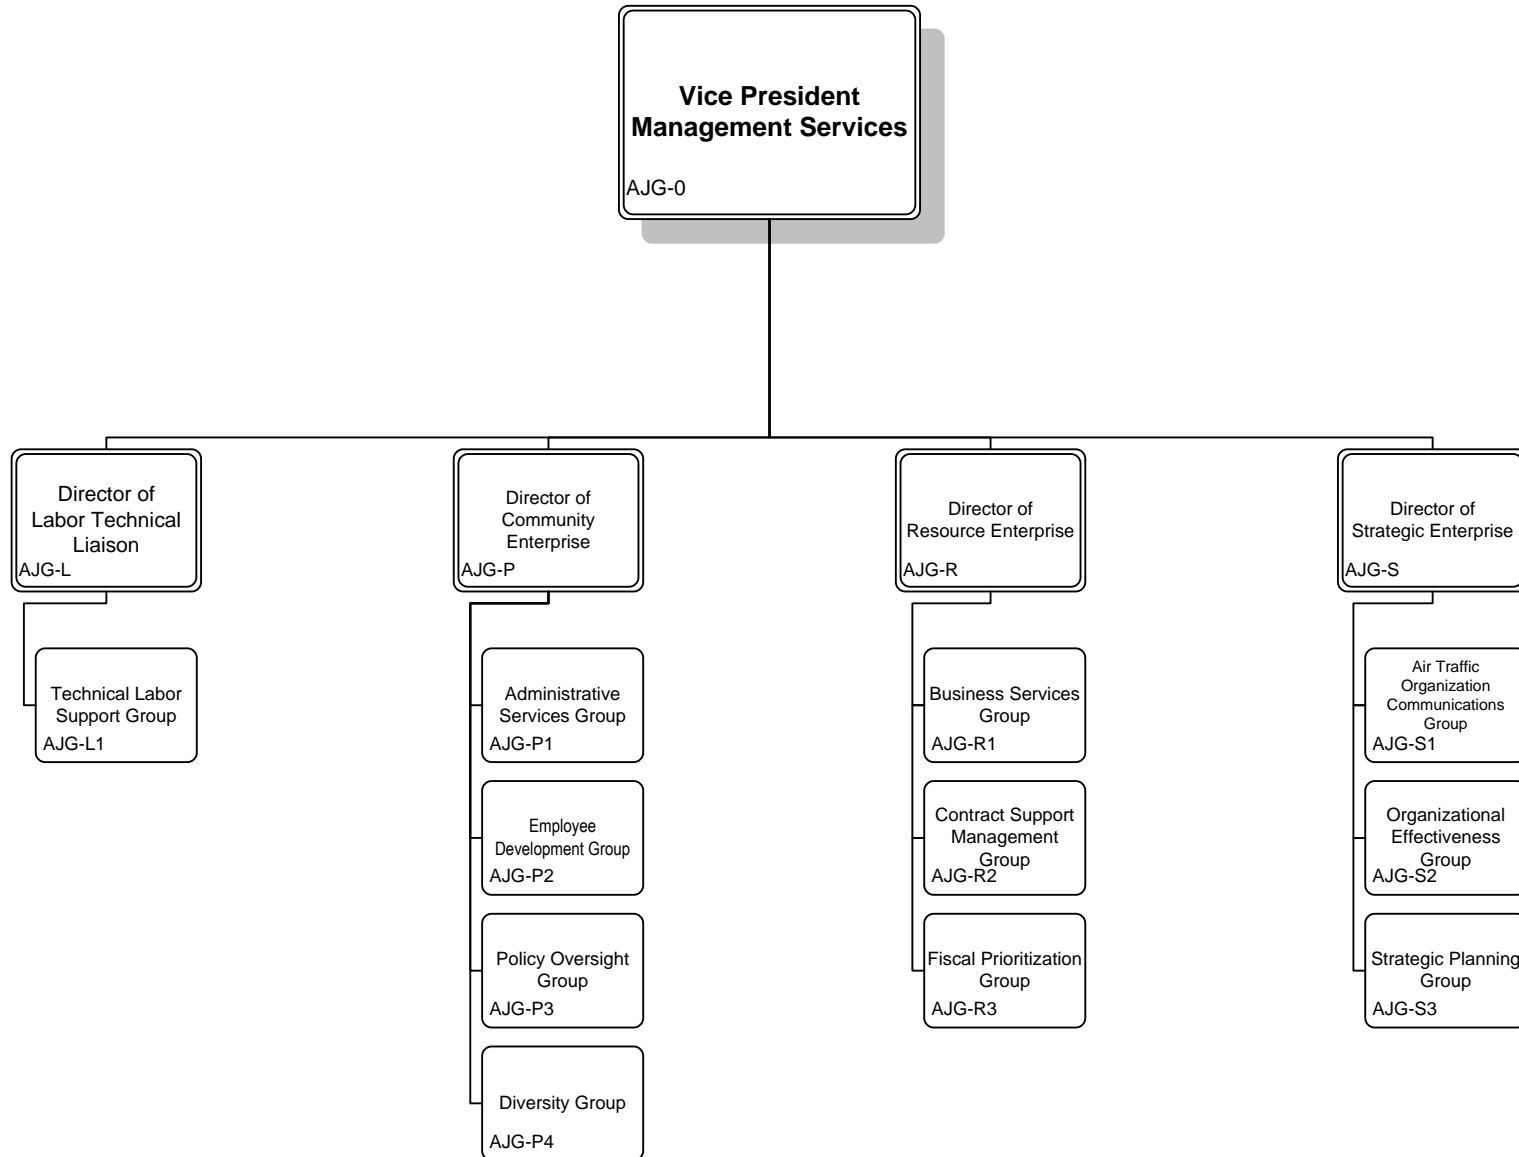 Vice President
Management Services
AJG-0
Director of
Labor Technical
Liaison
AJG-L
Director of
Community
Enterprise
AJG-P
Director of
Resource Enterprise
AJG-R
Director of
Strategic Enterprise
AJG-S
Technical Labor
Support Group
AJG-L1
Administrative
Services Group
AJG-P1
Employee
Development Group
AJG-P2
Policy Oversight
Group
AJG-P3
Diversity Group
AJG-P4
Business Services
Group
AJG-R1
Contract Support
Management
Group
AJG-R2
Fiscal Prioritization
Group
AJG-R3
Air Traffic
Organization
Communications
Group
AJG-S1
Organizational
Effectiveness
Group
AJG-S2
Strategic Planning
Group
AJG-S3